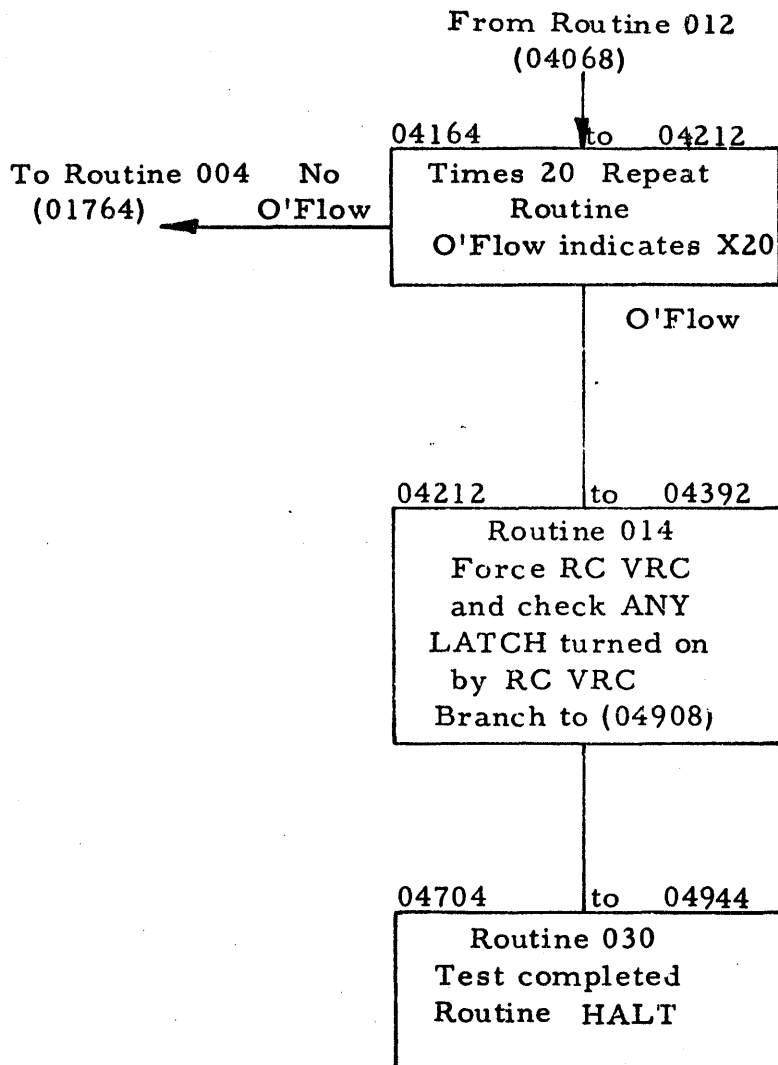 From Routine 012
(04068)
04164 to 04212
To Routine 004 No
(01764) O'Flow
Times 20 Repeat
Routine
O'Flow indicates X20
O'Flow
04212 to 04392
Routine 014
Force RC VRC
and check ANY
LATCH turned on
by RC VRC
Branch to (04908)
04704 to 04944
Routine 030
Test completed
Routine HALT